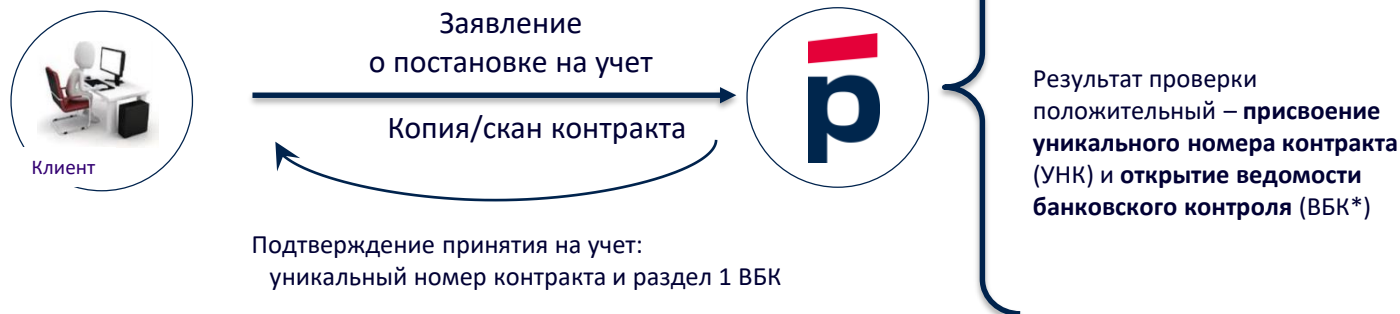 Заявление
о постановке на учет
Копия/скан контракта
Клиент
Подтверждение принятия на учет:
уникальный номер контракта и раздел 1 ВБК
р
Результат проверки
положительный – присвоение
уникального номера контракта
(УНК) и открытие ведомости
банковского контроля (ВБК*)